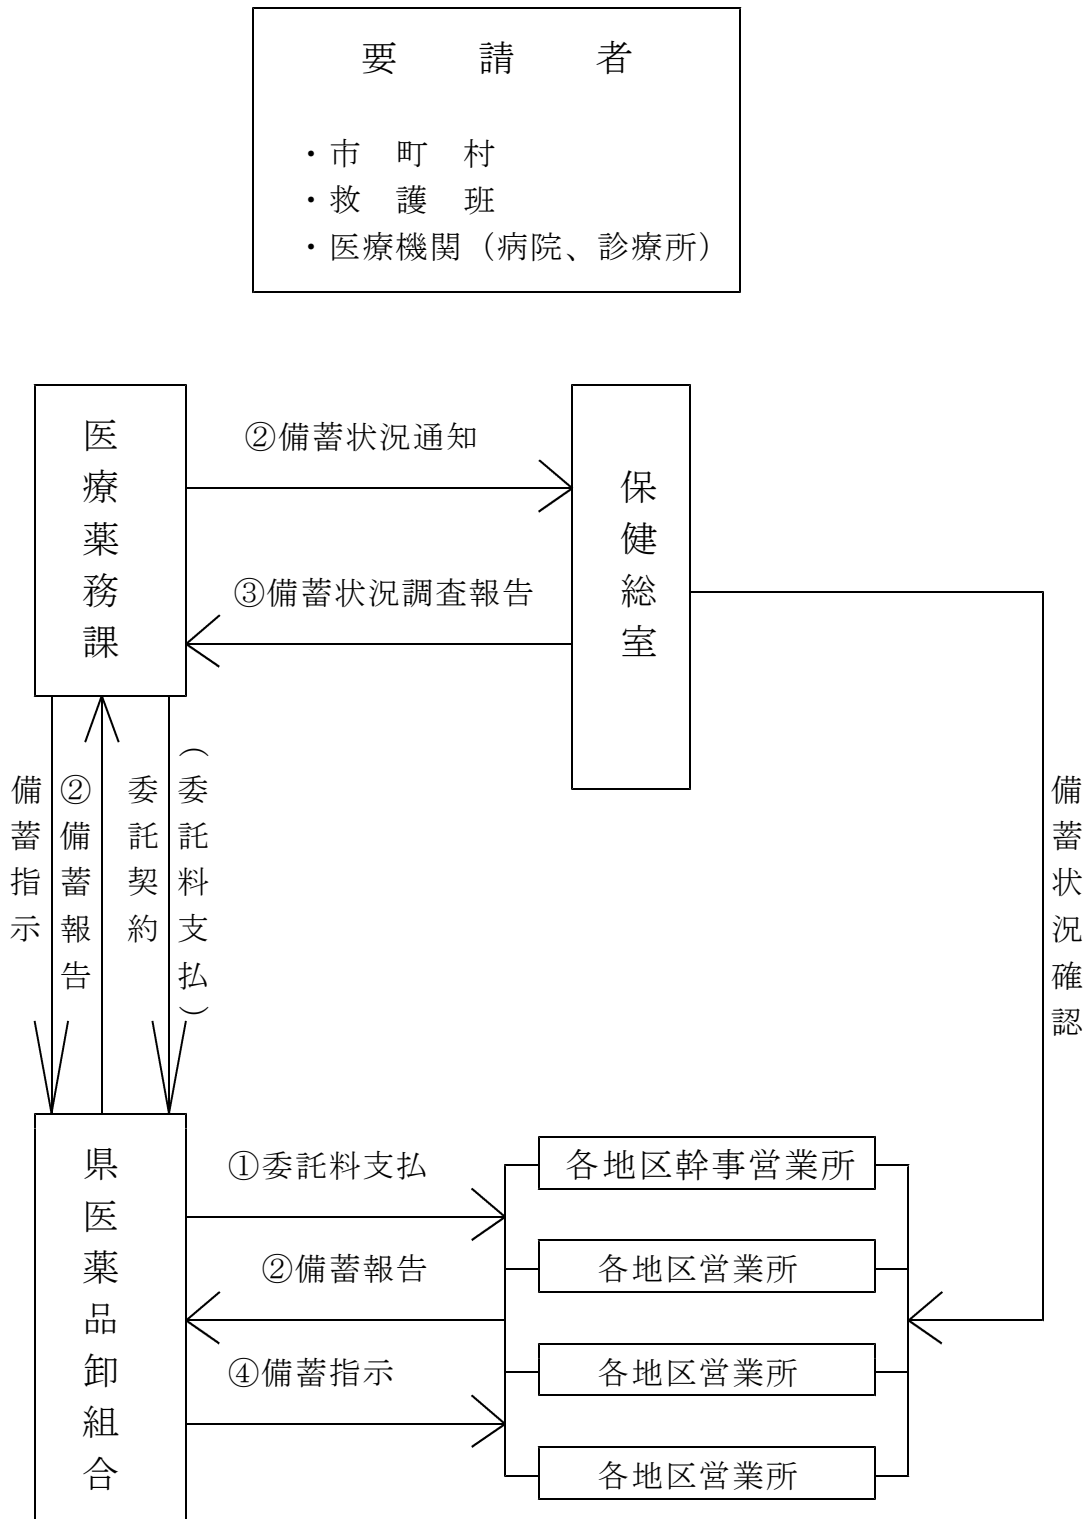 要　請　者
・市　町　村
・救　護　班
・医療機関（病院、診療所）
医療薬務課
②備蓄状況通知
③備蓄状況調査報告
保健総室
備蓄指示
②備蓄報告
委託契約
（委託料支払）
備蓄状況確認
県医薬品卸組合
①委託料支払
②備蓄報告
④備蓄指示
各地区幹事営業所
各地区営業所
各地区営業所
各地区営業所